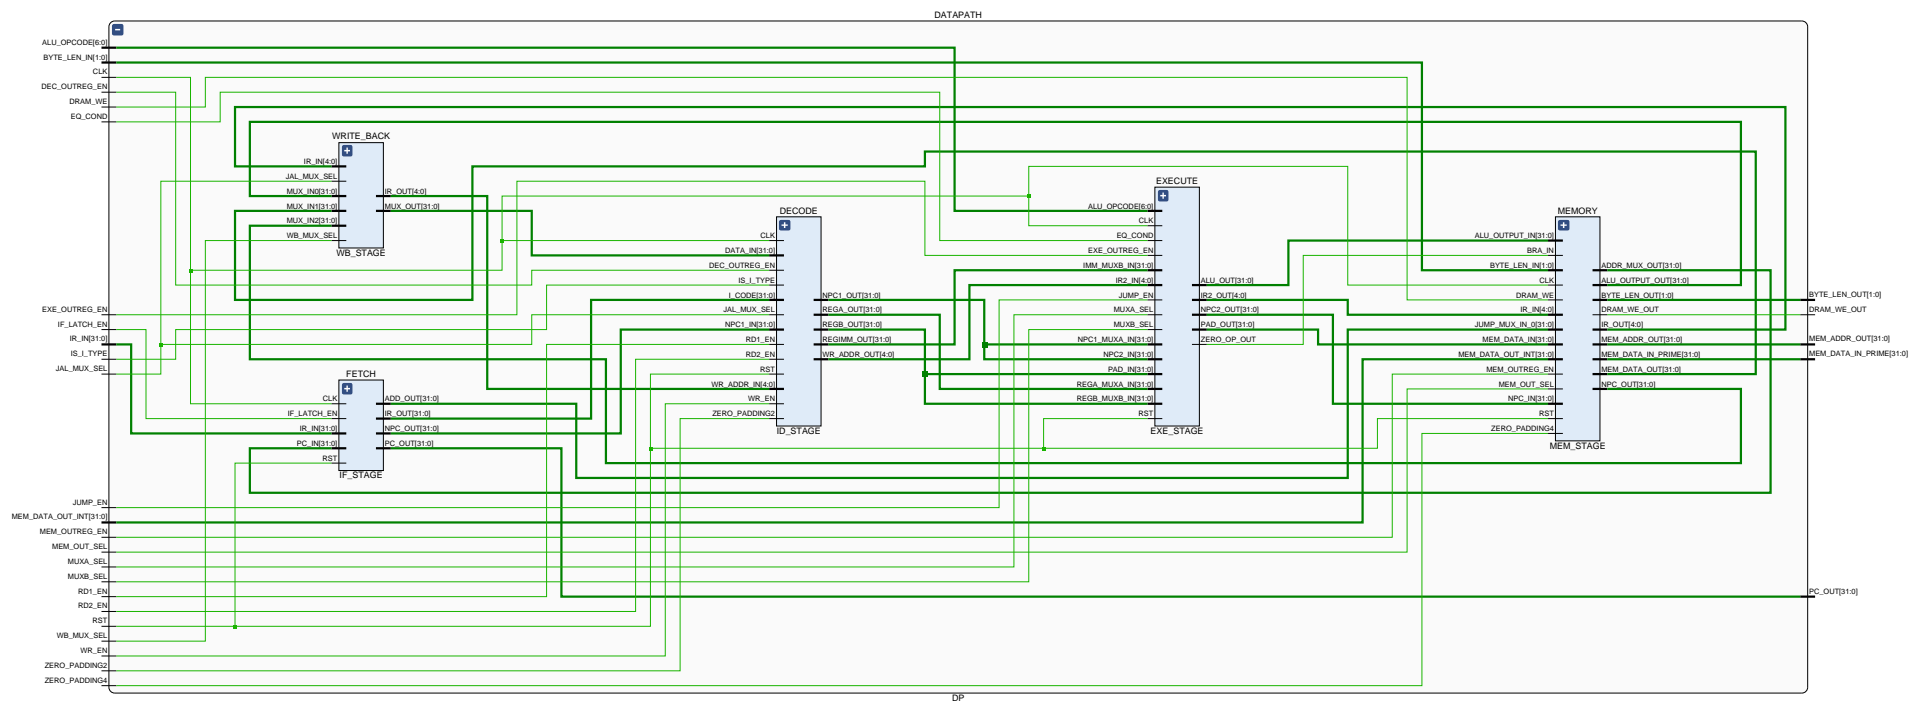 DATAPATH
ALU_OPCODE[6:0]
BYTE_LEN_IN[1:0]
CLK
DEC_OUTREG_EN
DRAM_WE
EQ_COND
EXE_OUTREG_EN
IF_LATCH_EN
IR_IN[31:0]
IS_I_TYPE
JAL_MUX_SEL
JUMP_EN
MEM_DATA_OUT_INT[31:0]
MEM_OUTREG_EN
MEM_OUT_SEL
MUXA_SEL
MUXB_SEL
RD1_EN
RD2_EN
RST
WB_MUX_SEL
WR_EN
ZERO_PADDING2
ZERO_PADDING4
WRITE_BACK
IR_IN[4:0]
JAL_MUX_SEL
MUX_IN0[31:0]
MUX_IN1[31:0]
MUX_IN2[31:0]
WB_MUX_SEL
IR_OUT[4:0]
MUX_OUT[31:0]
WB_STAGE
FETCH
CLK
IF_LATCH_EN
IR_IN[31:0]
PC_IN[31:0]
RST
ADD_OUT[31:0]
IR_OUT[31:0]
NPC_OUT[31:0]
PC_OUT[31:0]
IF_STAGE
DECODE
CLK
DATA_IN[31:0]
DEC_OUTREG_EN
IS_I_TYPE
I_CODE[31:0]
JAL_MUX_SEL
NPC1_IN[31:0]
RD1_EN
RD2_EN
RST
WR_ADDR_IN[4:0]
WR_EN
ZERO_PADDING2
NPC1_OUT[31:0]
REGA_OUT[31:0]
REGB_OUT[31:0]
REGIMM_OUT[31:0]
WR_ADDR_OUT[4:0]
ID_STAGE
EXECUTE
ALU_OPCODE[6:0]
CLK
EQ_COND
EXE_OUTREG_EN
IMM_MUXB_IN[31:0]
IR2_IN[4:0]
JUMP_EN
MUXA_SEL
MUXB_SEL
NPC1_MUXA_IN[31:0]
NPC2_IN[31:0]
PAD_IN[31:0]
REGA_MUXA_IN[31:0]
REGB_MUXB_IN[31:0]
RST
ALU_OUT[31:0]
IR2_OUT[4:0]
NPC2_OUT[31:0]
PAD_OUT[31:0]
ZERO_OP_OUT
EXE_STAGE
MEMORY
ALU_OUTPUT_IN[31:0]
BRA_IN
BYTE_LEN_IN[1:0]
CLK
DRAM_WE
IR_IN[4:0]
JUMP_MUX_IN_0[31:0]
MEM_DATA_IN[31:0]
MEM_DATA_OUT_INT[31:0]
MEM_OUTREG_EN
MEM_OUT_SEL
NPC_IN[31:0]
RST
ZERO_PADDING4
ADDR_MUX_OUT[31:0]
ALU_OUTPUT_OUT[31:0]
BYTE_LEN_OUT[1:0]
DRAM_WE_OUT
IR_OUT[4:0]
MEM_ADDR_OUT[31:0]
MEM_DATA_IN_PRIME[31:0]
MEM_DATA_OUT[31:0]
NPC_OUT[31:0]
MEM_STAGE
BYTE_LEN_OUT[1:0]
DRAM_WE_OUT
MEM_ADDR_OUT[31:0]
MEM_DATA_IN_PRIME[31:0]
PC_OUT[31:0]
DP